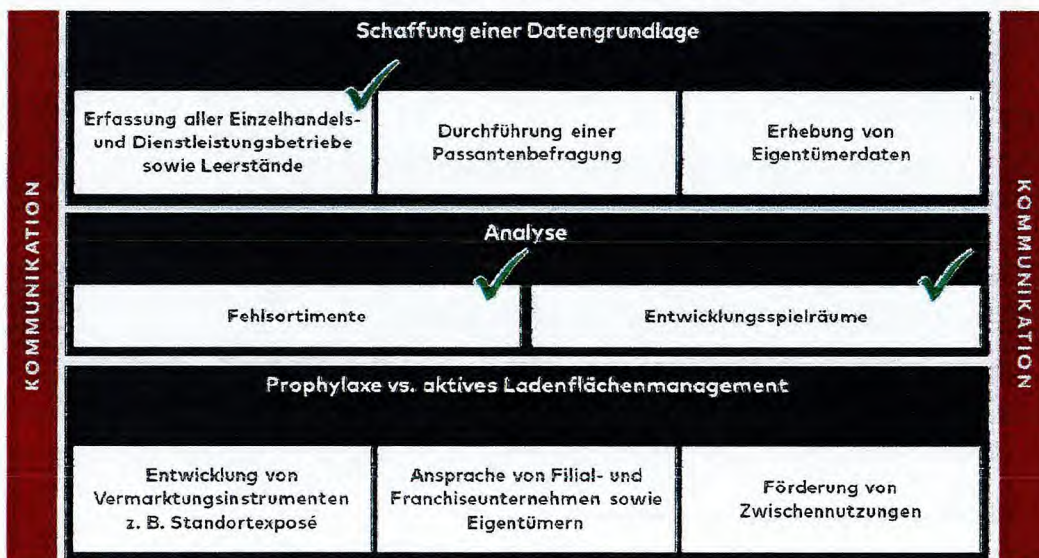 KOMMUNIKATION
Schaffung einer Datengrundlage
Erfassung aller Einzelhandels-
und Dienstleistungsbetriebe
sowie Leerstände
Durchführung einer
Passantenbefragung
Erhebung von
Eigentümerdaten
Analyse
Fehlsortimente
Entwicklungsspielräume
Prophylaxe vs. aktives Ladenflächenmanagement
Entwicklung von
Vermarktungsinstrumenten
z. B. Standortexposé
Ansprache von Filial- und
Franchiseunternehmen sowie
Eigentümern
Förderung von
Zwischennutzungen
KOMMUNIKATION